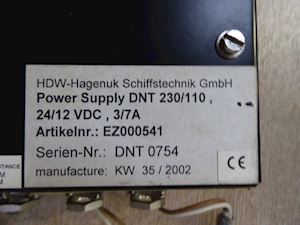 HDW-Hagenuk Schiffstechnik GmbH
Power Supply DNT 230/110 ,
24/12 VDC , 3/7A
Artikelnr.: EZ000541
Serien-Nr.: DNT 0754
manufacture: KW 35 / 2002
CE
STANCE
M
M